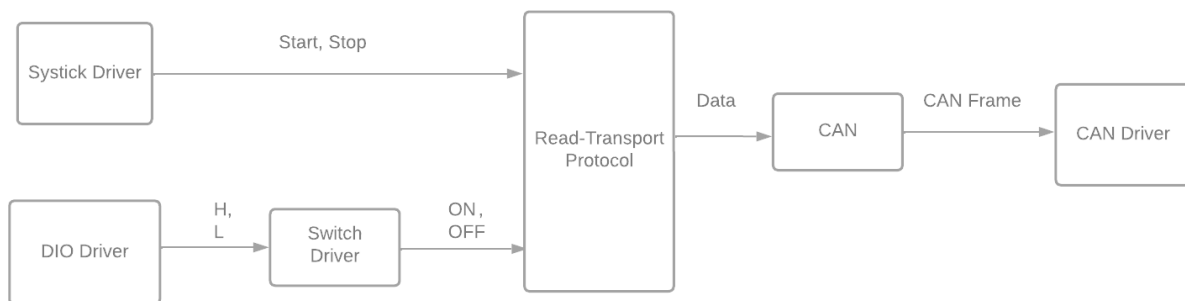 Start, Stop
Systick Driver
Data
CAN Frame
Read-Transport
Protocol
CAN
CAN Driver
H,
L
ON,
OFF
DIO Driver
Switch
Driver